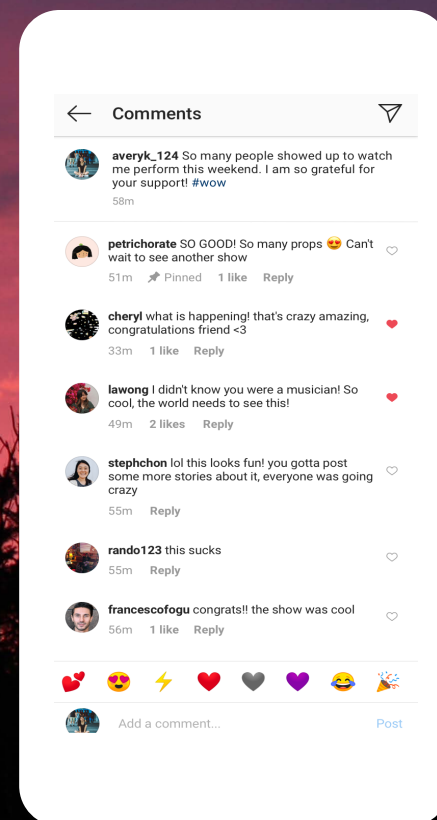 Comments
averyk_124 So many people showed up to watch
me perform this weekend. I am so grateful for
your support! #wow
58m
petrichorate SO GOOD! So many props 😍 Can't
wait to see another show
51m Pinned 1 like Reply
cheryl what is happening! that's crazy amazing,
congratulations friend <3
33m 1 like Reply
lawong I didn't know you were a musician! So
cool, the world needs to see this!
49m 2 likes Reply
stephchon lol this looks fun! you gotta post
some more stories about it, everyone was going
crazy
55m Reply
rando123 this sucks
55m Reply
francescofogu congrats!! the show was cool
56m 1 like Reply
Add a comment... Post